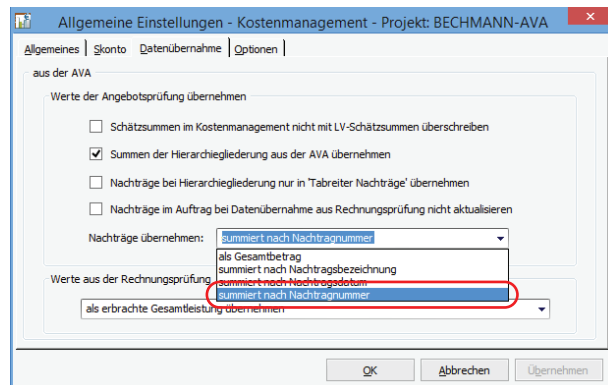 Allgemeine Einstellungen - Kostenmanagement - Projekt: BECHMANN-AVA
Allgemeines Skonto Datenübernahme Optionen
aus der AVA
Werte der Angebotsprüfung übernehmen
Schätzsummen im Kostenmanagement nicht mit LV-Schätzsummen überschreiben
Summen der Hierarchiegliederung aus der AVA übernehmen
Nachträge bei Hierarchiegliederung nur in 'Tabreiter Nachträge' übernehmen
Nachträge im Auftrag bei Datenübernahme aus Rechnungsprüfung nicht aktualisieren
Nachträge übernehmen: summiert nach Nachtragnummer
als Gesamtbetrag
summiert nach Nachtragsbezeichnung
summiert nach Nachtragsdatum
summiert nach Nachtragnummer
Werte aus der Rechnungsprüfung
als erbrachte Gesamtleistung übernehmen
OK Abbrechen Übernehmen